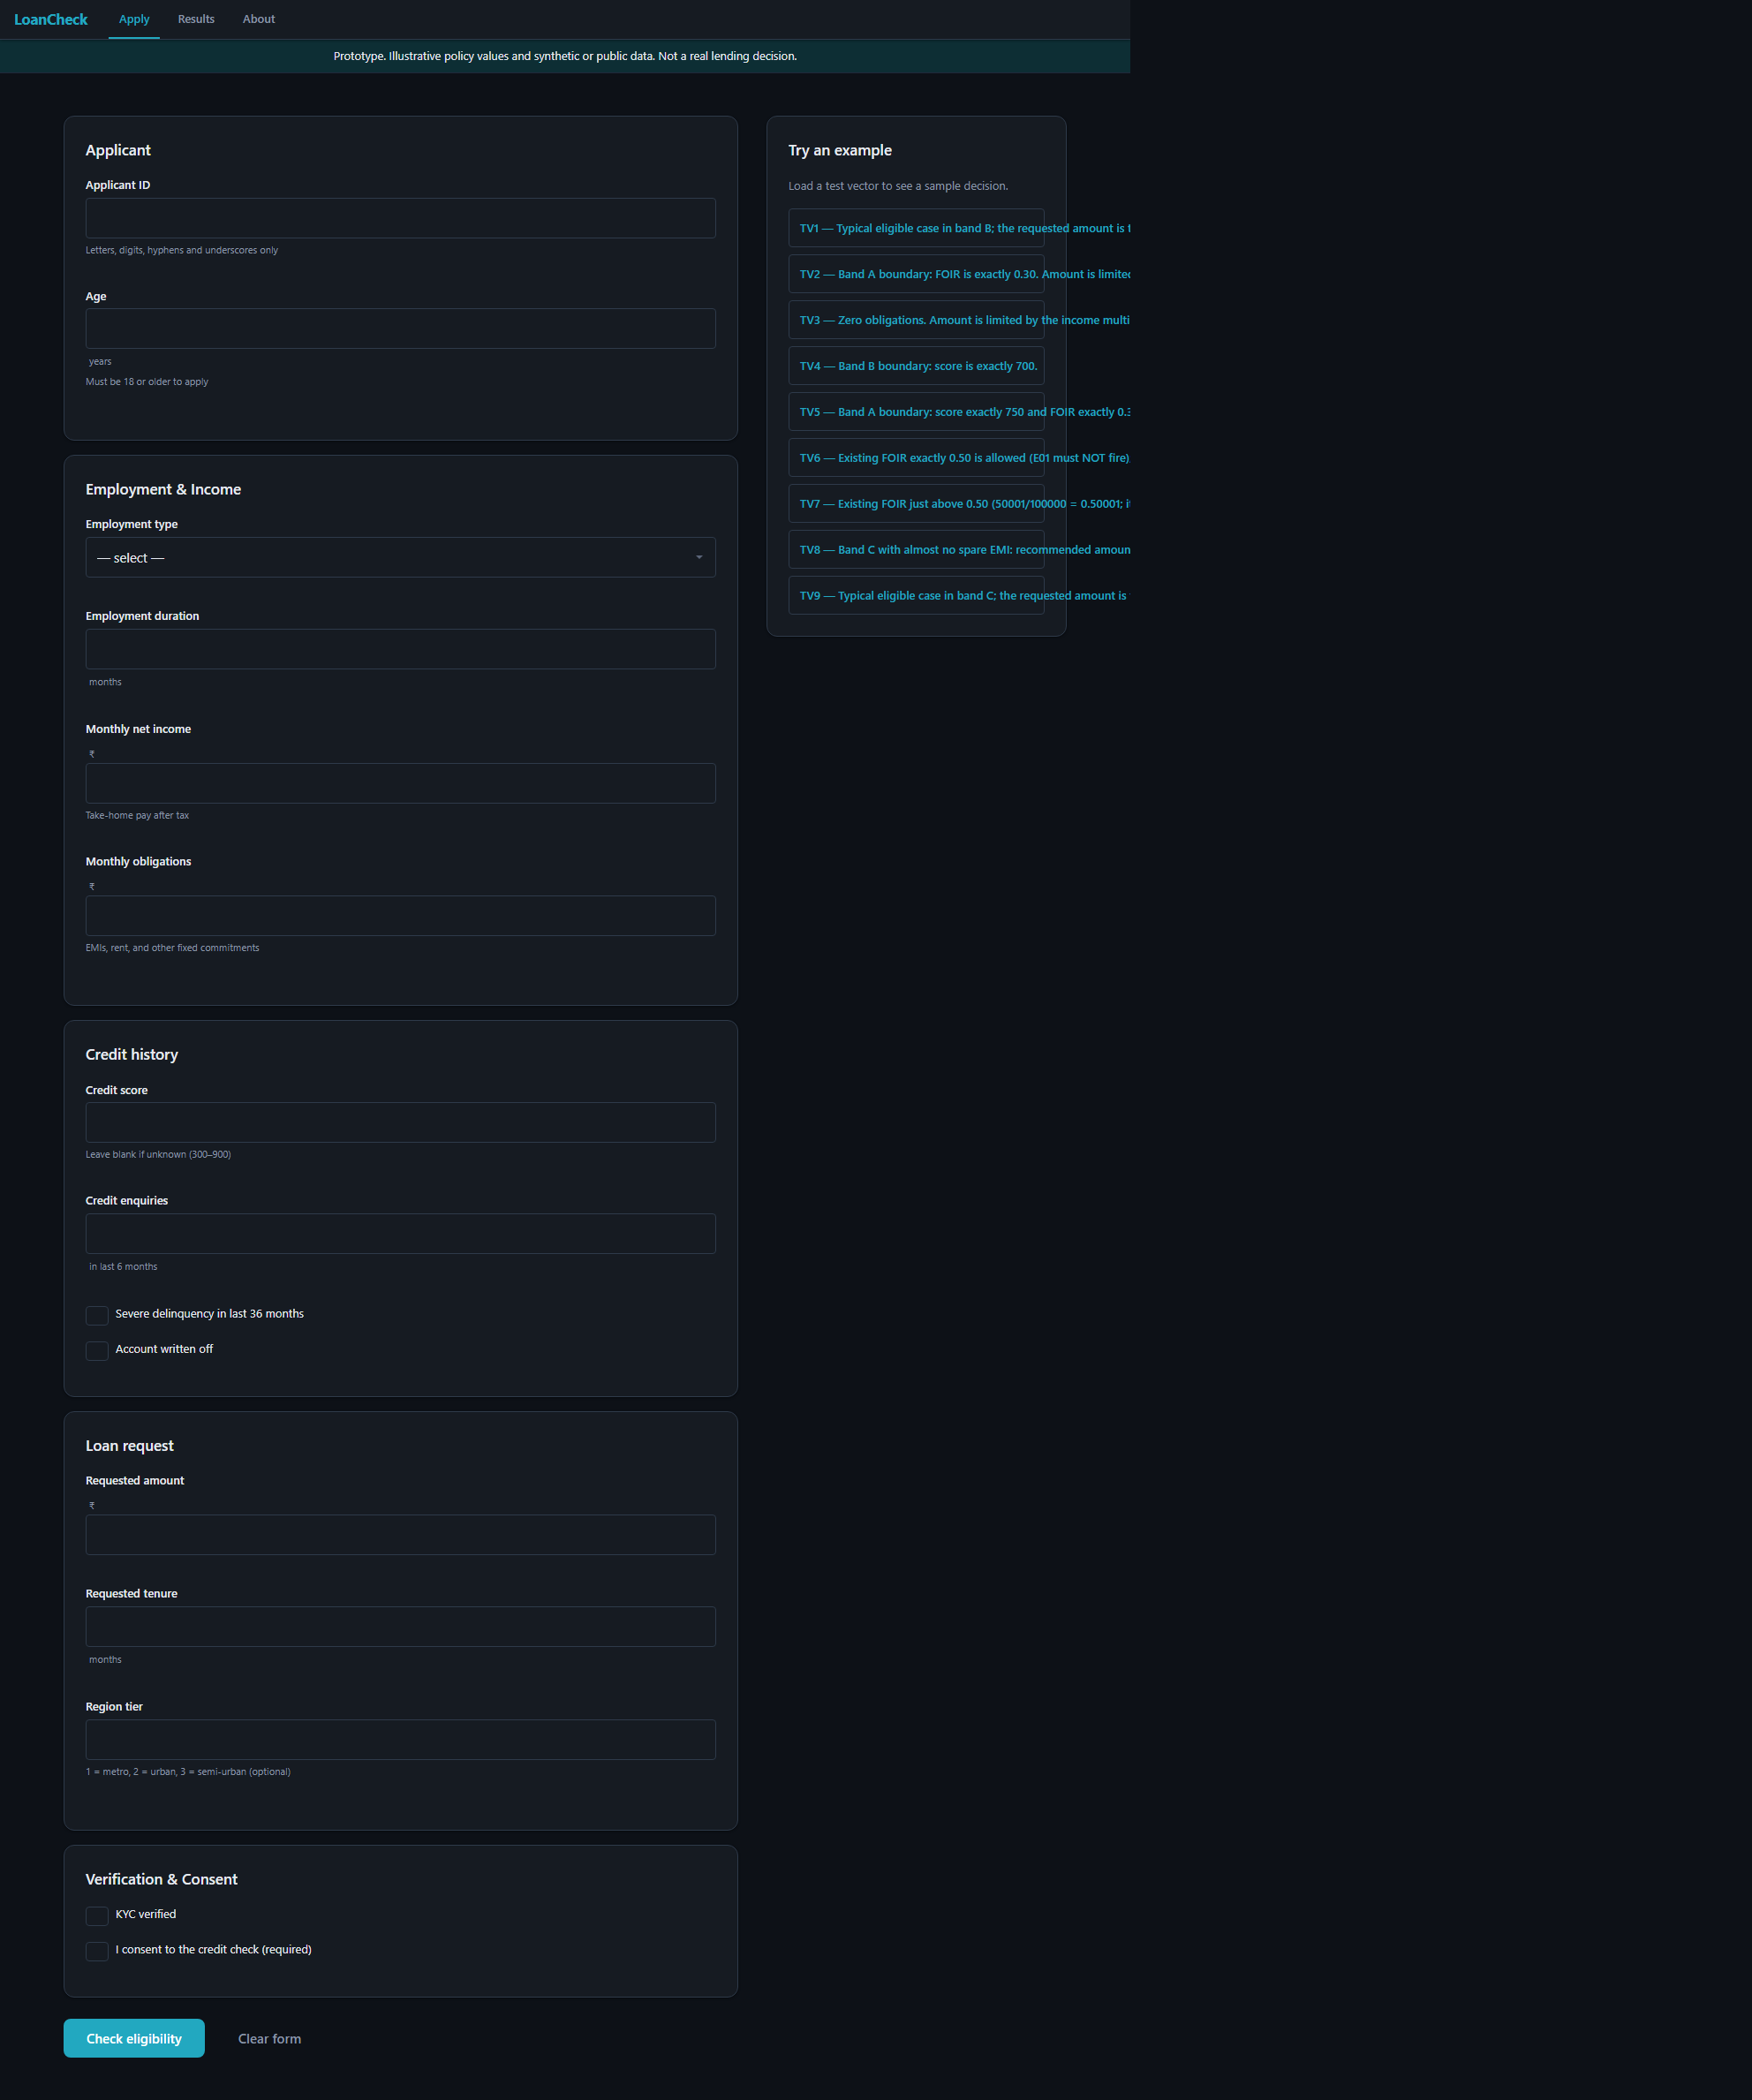 LoanCheck Apply Results About
Prototype. Illustrative policy values and synthetic or public data. Not a real lending decision.
Applicant
Applicant ID
Letters, digits, hyphens and underscores only
Age
years
Must be 18 or older to apply
Employment & Income
Employment type
— select —
Employment duration
months
Monthly net income
₹
Take-home pay after tax
Monthly obligations
₹
EMIs, rent, and other fixed commitments
Credit history
Credit score
Leave blank if unknown (300–900)
Credit enquiries
in last 6 months
Severe delinquency in last 36 months
Account written off
Loan request
Requested amount
₹
Requested tenure
months
Region tier
1 = metro, 2 = urban, 3 = semi-urban (optional)
Verification & Consent
KYC verified
I consent to the credit check (required)
Check eligibility Clear form
Try an example
Load a test vector to see a sample decision.
TV1 — Typical eligible case in band B; the requested amount is
TV2 — Band A boundary: FOIR is exactly 0.30. Amount is limited
TV3 — Zero obligations. Amount is limited by the income multi
TV4 — Band B boundary: score is exactly 700.
TV5 — Band A boundary: score exactly 750 and FOIR exactly 0.3
TV6 — Existing FOIR exactly 0.50 is allowed (E01 must NOT fire)
TV7 — Existing FOIR just above 0.50 (50001/100000 = 0.50001;
TV8 — Band C with almost no spare EMI: recommended amoun
TV9 — Typical eligible case in band C; the requested amount is